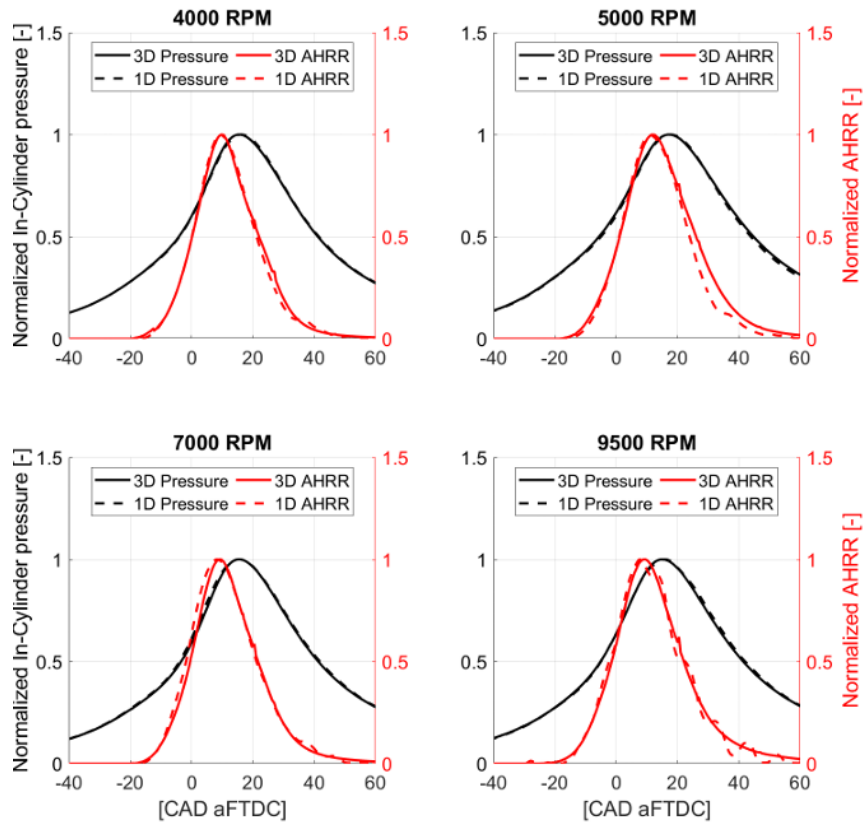 4000 RPM
5000 RPM
Normalized In-Cylinder pressure [-]
1.5
1
0.5
0
3D Pressure 3D AHRR
1D Pressure 1D AHRR
1.5
1
0.5
0
-40 -20 0 20 40 60
1.5
1
0.5
0
3D Pressure 3D AHRR
1D Pressure 1D AHRR
1.5
1
0.5
0
Normalized AHRR [-]
-40 -20 0 20 40 60
7000 RPM
9500 RPM
Normalized In-Cylinder pressure [-]
1.5
1
0.5
0
3D Pressure 3D AHRR
1D Pressure 1D AHRR
1.5
1
0.5
0
-40 -20 0 20 40 60
[CAD aFTDC]
1.5
1
0.5
0
3D Pressure 3D AHRR
1D Pressure 1D AHRR
1.5
1
0.5
0
Normalized AHRR [-]
-40 -20 0 20 40 60
[CAD aFTDC]